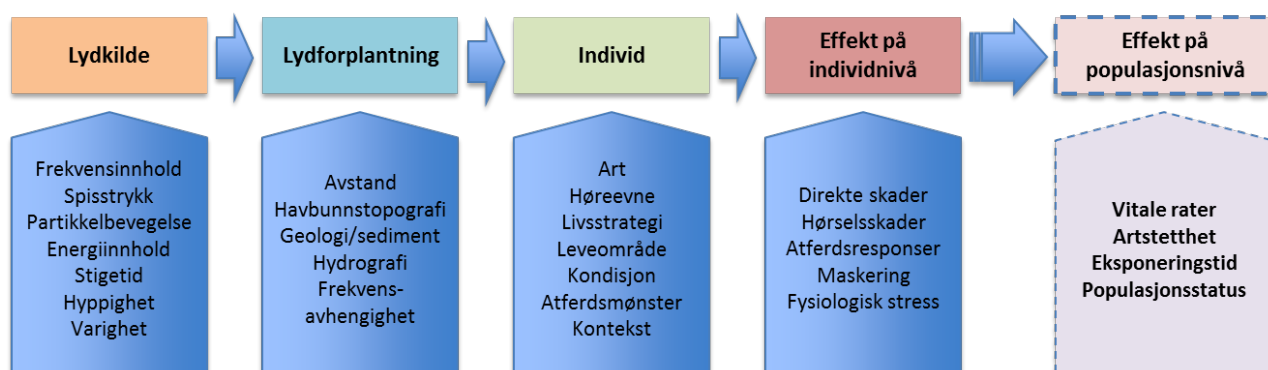 Lydkilde
Frekvensinnhold
Spisstrykk
Partikkelbevegelse
Energiinnhold
Stigetid
Hyppighet
Varighet
Lydforplantning
Avstand
Havbunnstopografi
Geologi/sediment
Hydrografi
Frekvens-
avhengighet
Individ
Art
Høreevne
Livsstrategi
Leveområde
Kondisjon
Atferdsmønster
Kontekst
Effekt på
individnivå
Direkte skader
Hørselsskader
Atferdsresponser
Maskering
Fysiologisk stress
Effekt på
populasjonsnivå
Vitale rater
Artstetthet
Eksponeringstid
Populasjonsstatus